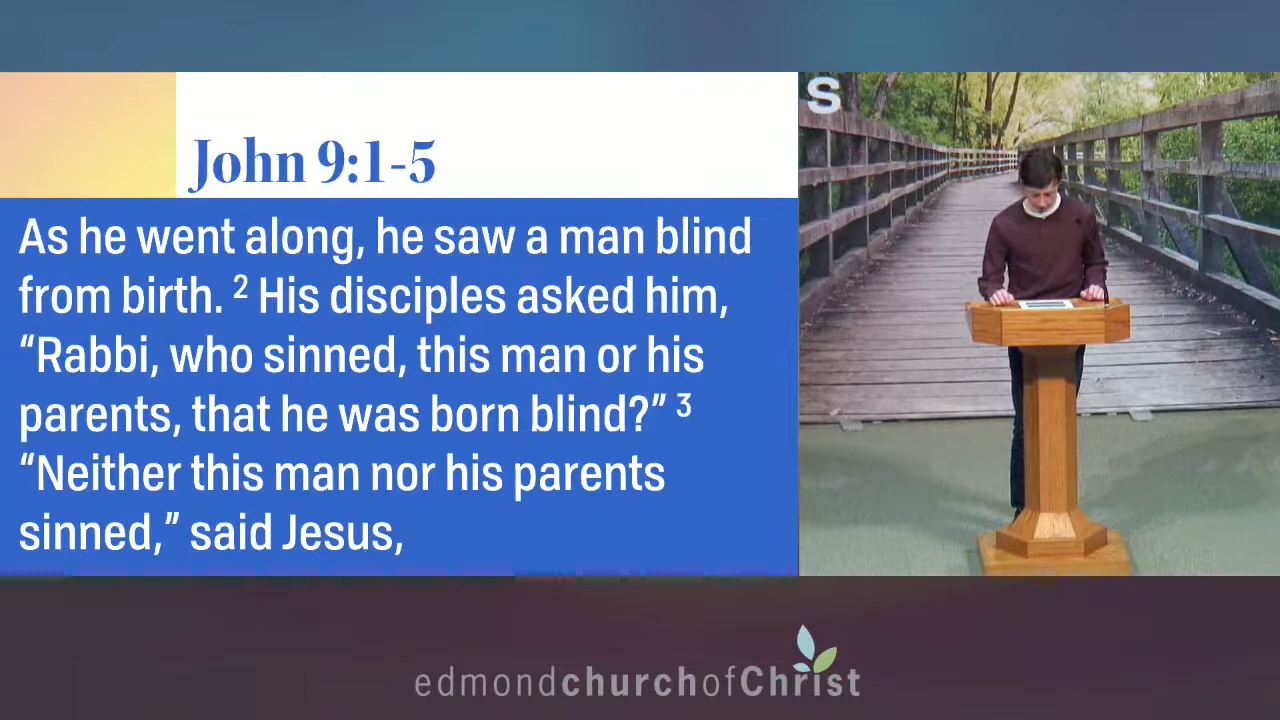 John 9:1-5
As he went along, he saw a man blind
from birth. ² His disciples asked him,
“Rabbi, who sinned, this man or his
parents, that he was born blind?” ³
“Neither this man nor his parents
sinned,” said Jesus,
S
edmondchurchofChrist